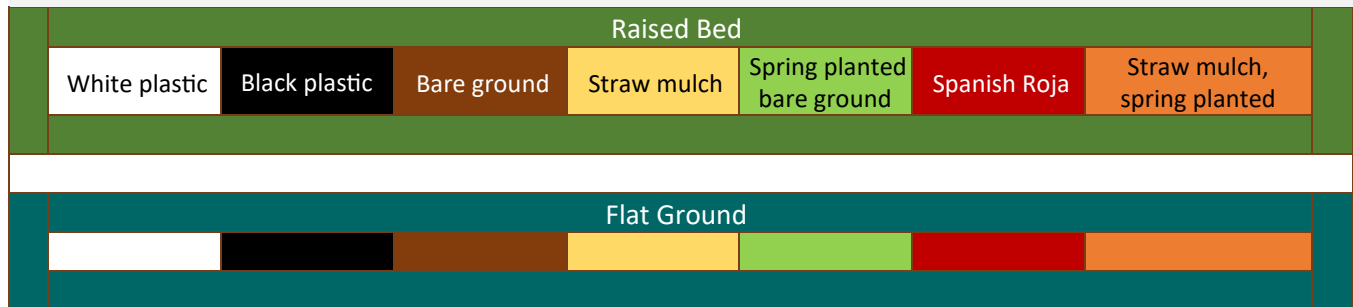 Raised Bed
White plastic
Black plastic
Bare ground
Straw mulch
Spring planted
bare ground
Spanish Roja
Straw mulch,
spring planted
Flat Ground